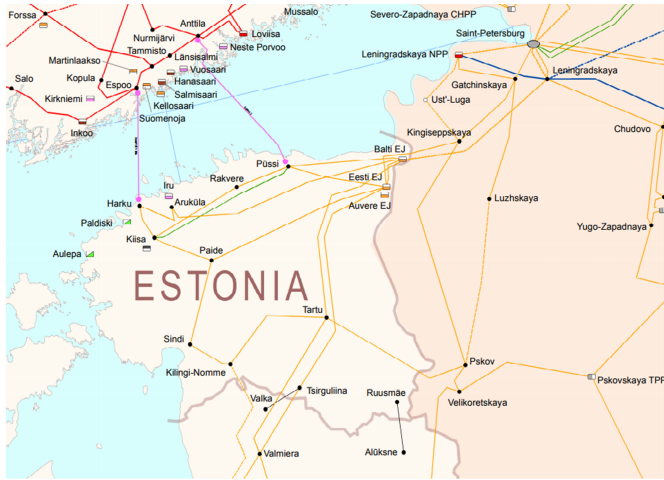 Mussalo
Severo-Zapadnaya CHPP
Forssa
Anttila
Loviisa
Saint-Petersburg
Nurmijärvi
Neste Porvoo
Tammisto
Leningradskaya NPP
Martinlaakso
Länsisalmi
Vuosaari
Salo
Kopula
Hanasaari
Leningradskaya
Espoo
Salmisaari
Gatchinskaya
Kirkniemi
Kellosaari
Ust'-Luga
Suomenoja
Inkoo
Kingiseppskaya
Chudovo
Balti EJ
Püssi
Eesti EJ
Rakvere
Iru
Luzhskaya
Harku
Aruküla
Auvere EJ
Paldiski
Yugo-Zapadnaya
Kiisa
Aulepa
Paide
ESTONIA
Tartu
Sindi
Pskov
Kilingi-Nomme
Pskovskaya TPP
Tsirguliina
Valka
Ruusmäe
Velikoretskaya
Valmiera
Alūksne